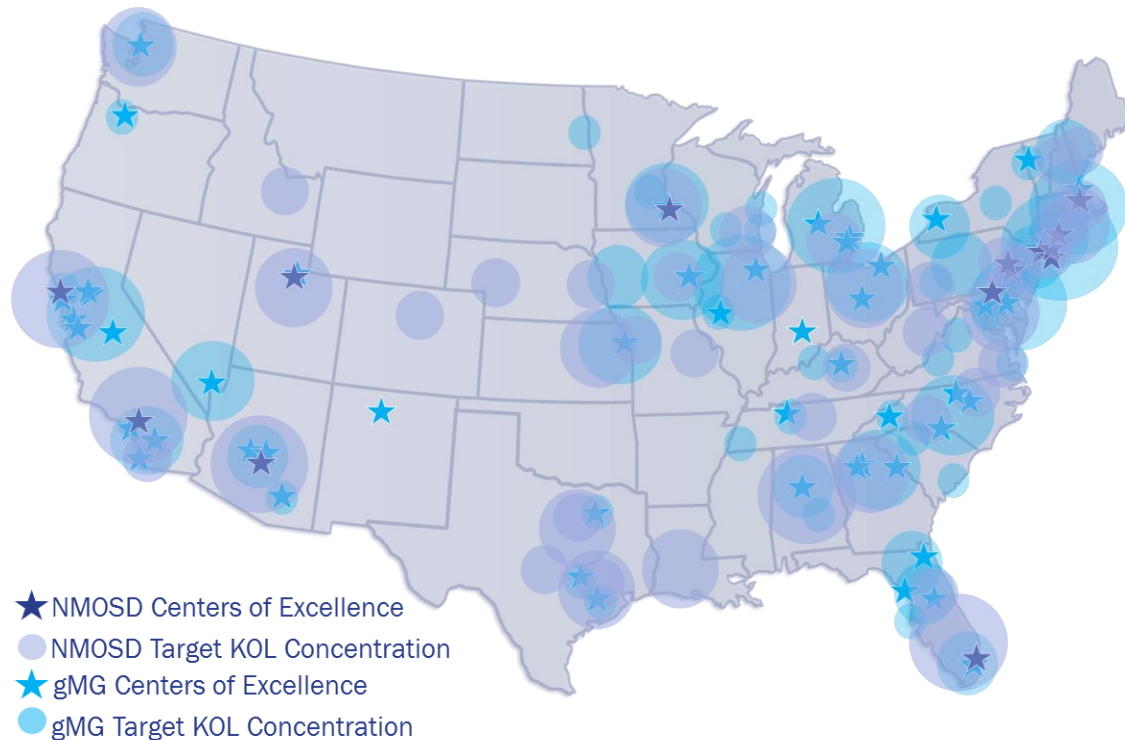 NMOSD Centers of Excellence
NMOSD Target KOL Concentration
gMG Centers of Excellence
gMG Target KOL Concentration